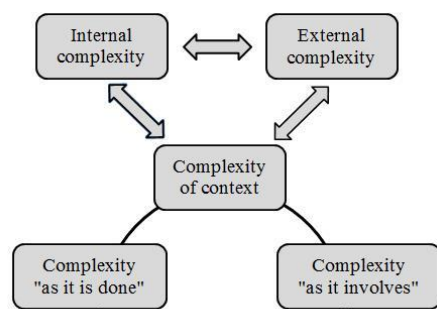 Internal
complexity
External
complexity
Complexity
of context
Complexity
"as it is done"
Complexity
"as it involves"